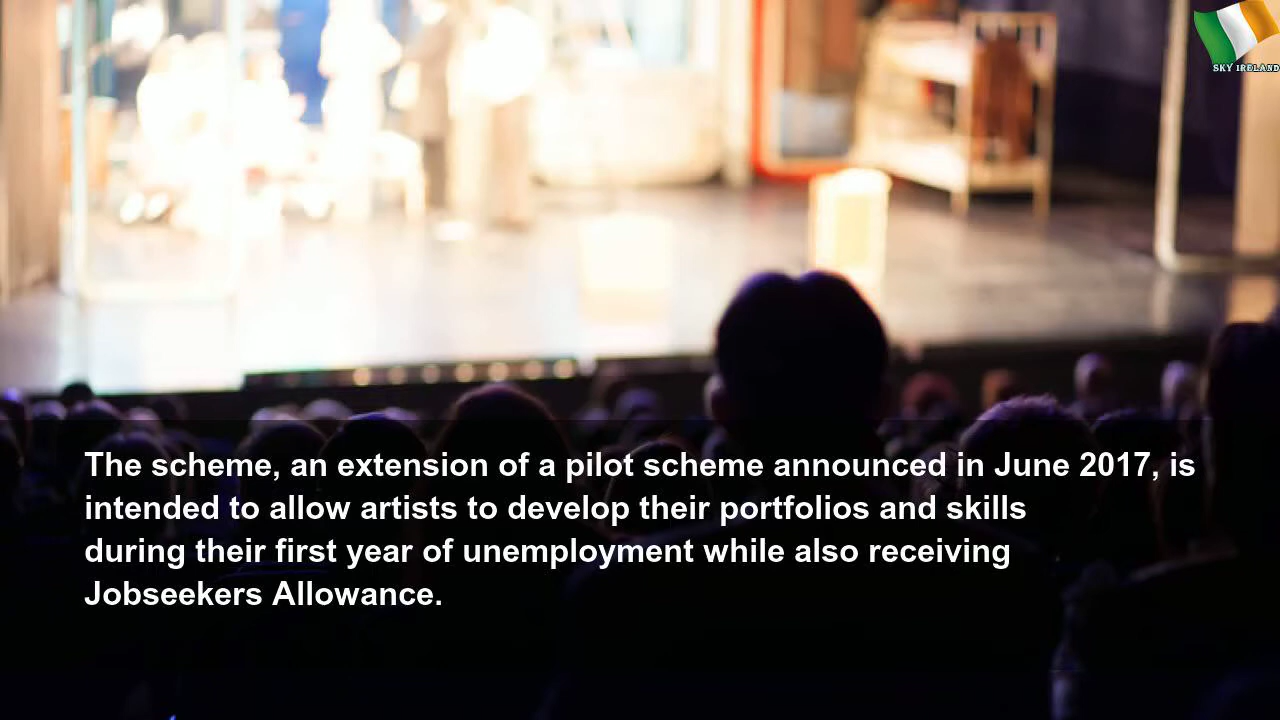 SKY IRELAND
The scheme, an extension of a pilot scheme announced in June 2017, is
intended to allow artists to develop their portfolios and skills
during their first year of unemployment while also receiving
Jobseekers Allowance.